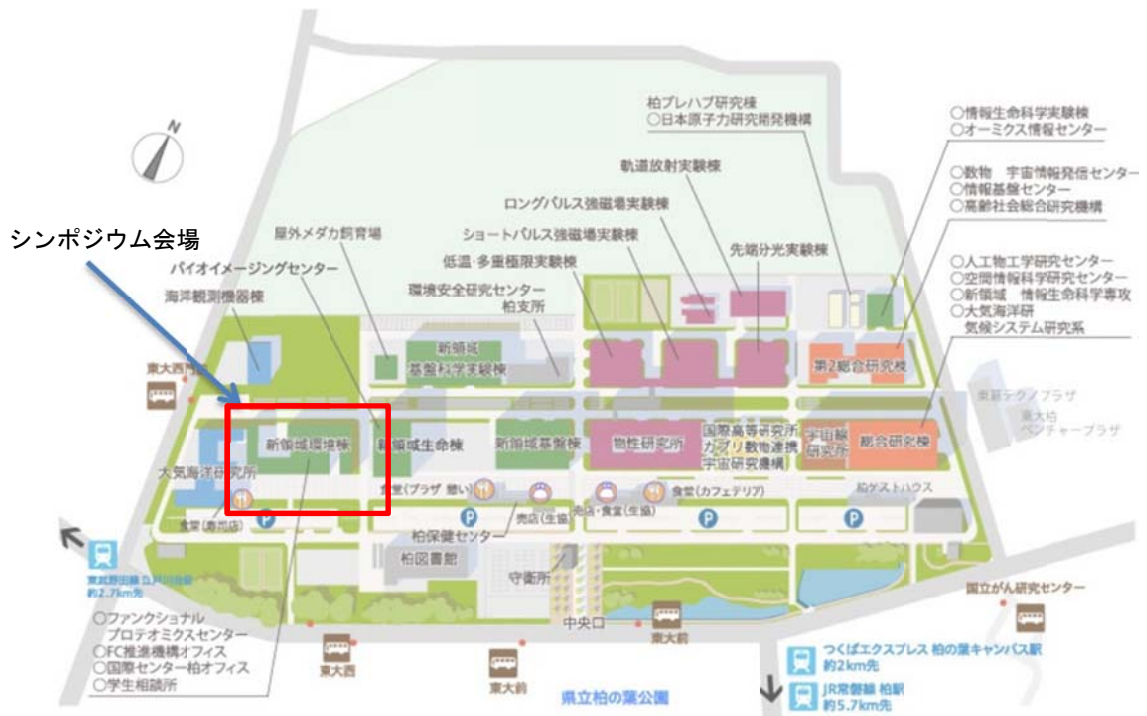 柏プレハブ研究棟
○日本原子力研究開発機構
○情報生命科学実験棟
○オーミクス情報センター
N
軌道放射実験棟
○数物 宇宙情報発信センター
○情報基盤センター
○高齢社会総合研究機構
ロングパルス強磁場実験棟
シンポジウム会場
屋外メダカ飼育場
ショートパルス強磁場実験棟
先端分光実験棟
バイオイメージングセンター
低温・多重極限実験棟
○人工物工学研究センター
○空間情報科学研究センター
○新領域 情報生命科学専攻
○大気海洋研
気候システム研究系
海洋観測機器棟
環境安全研究センター
柏支所
新領域
基盤科学実験棟
第2総合研究棟
東大西門
東葛テクノプラザ
東大柏
ベンチャープラザ
新領域環境棟
新領域生命棟
新領域基盤棟
物性研究所
国際高等研究所
カブリ数物連携
宇宙研究機構
宇宙線
研究所
総合研究棟
大気海洋研究所
食堂(プラザ 憩い)
食堂(カフェテリア)
柏ゲストハウス
食堂(寿司店)
売店(生協)
売店・食堂(生協)
P
P
P
P
柏保健センター
柏図書館
守衛所
約2.7km先
国立がん研究センター
○ファンクショナル
プロテオミクスセンター
○FC推進機構オフィス
○国際センター柏オフィス
○学生相談所
中央口
東大前
東大西
東大前
県立柏の葉公園
つくばエクスプレス 柏の葉キャンパス駅
約2km先
JR常磐線 柏駅
約5.7km先